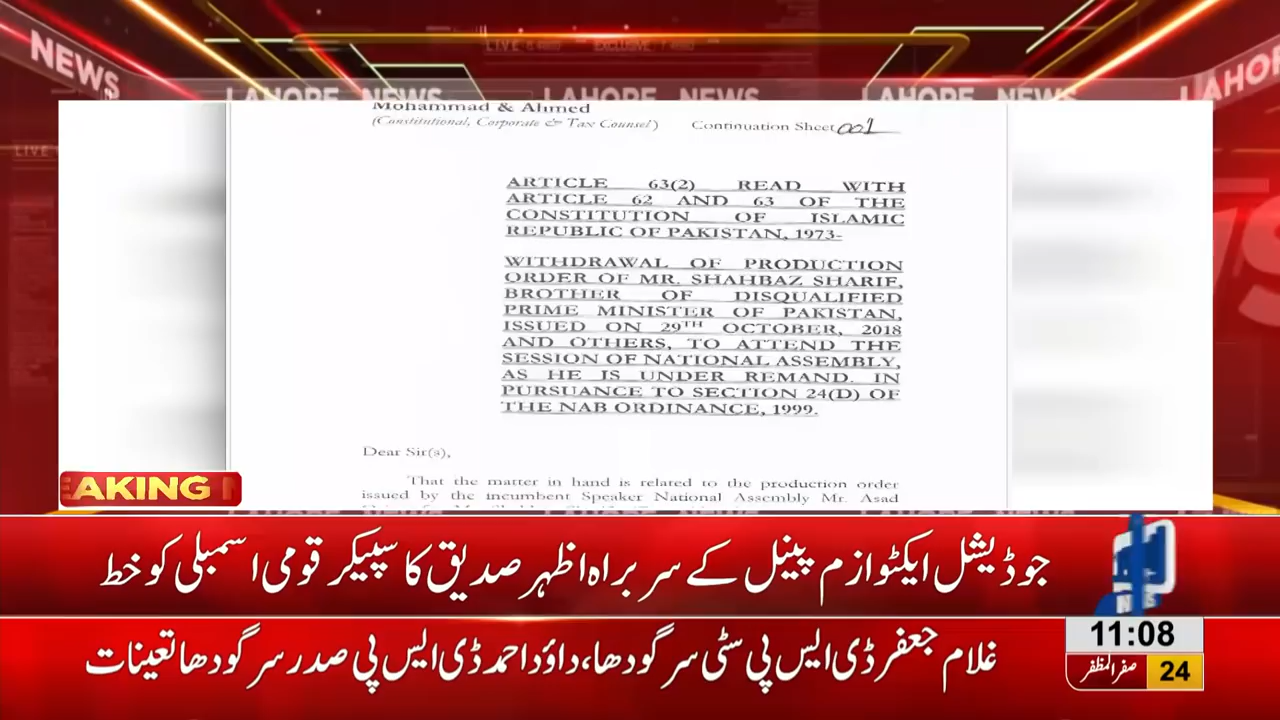 NEWS
LIVE
EXCLUSIVE
LAHORE NEWS
LAHORE NEWS
LAHOR
Mohammad & Ahmed
(Constitutional, Corporate & Tax Counsel) Continuation Sheet 001
ARTICLE 63(2) READ WITH
ARTICLE 62 AND 63 OF THE
CONSTITUTION OF ISLAMIC
REPUBLIC OF PAKISTAN, 1973-
WITHDRAWAL OF PRODUCTION
ORDER OF MR. SHAHBAZ SHARIF,
BROTHER OF DISQUALIFIED
PRIME MINISTER OF PAKISTAN,
ISSUED ON 29TH OCTOBER, 2018
AND OTHERS, TO ATTEND THE
SESSION OF NATIONAL ASSEMBLY,
AS HE IS UNDER REMAND. IN
PURSUANCE TO SECTION 24(D) OF
THE NAB ORDINANCE, 1999.
Dear Sir(s),
That the matter in hand is related to the production order
issued by the incumbent Speaker National Assembly Mr. Asad
EAKING N
جوڈیشل ایکٹوازم پینل کے سربراہ اظہر صدیق کا سپیکر قومی اسمبلی کو خط
غلام جعفر ڈی ایس پی سٹی سرگودھا، داؤد احمد ڈی ایس پی صدر سرگودھا تعینات
11:08
صفر المظفر 24